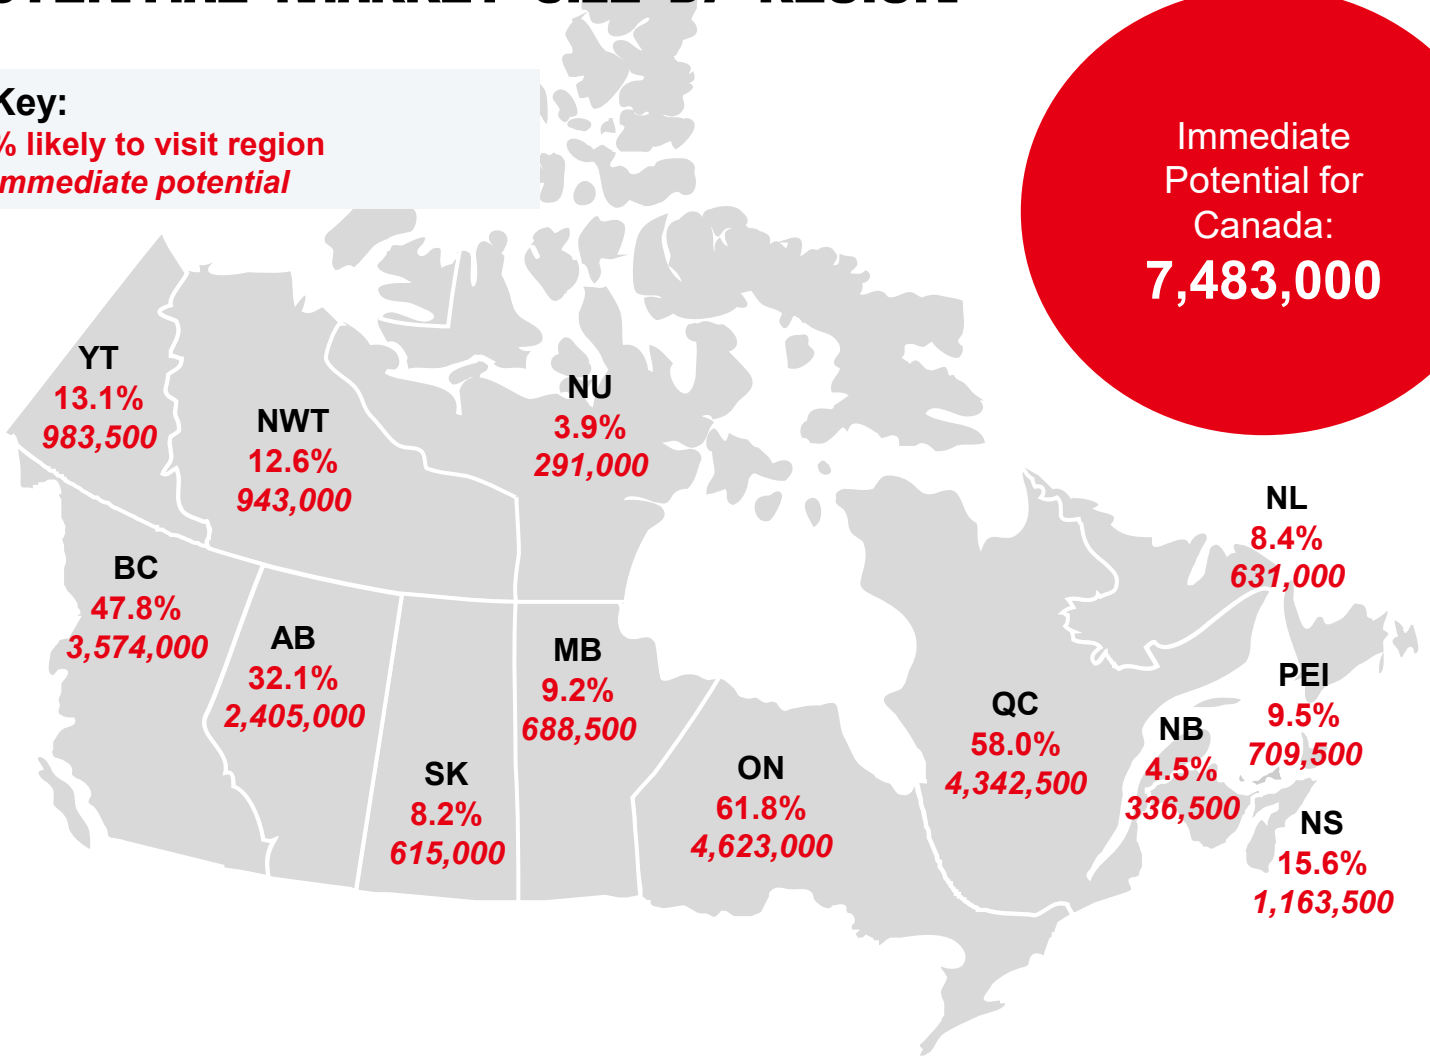 Key:
% likely to visit region
mmediate potential
Immediate
Potential for
Canada:
7,483,000
YT
13.1%
983,500
NWT
12.6%
943,000
NU
3.9%
291,000
NL
8.4%
631,000
BC
47.8%
3,574,000
AB
32.1%
2,405,000
MB
9.2%
688,500
SK
8.2%
615,000
ON
61.8%
4,623,000
QC
58.0%
4,342,500
NB
4.5%
336,500
PEI
9.5%
709,500
NS
15.6%
1,163,500